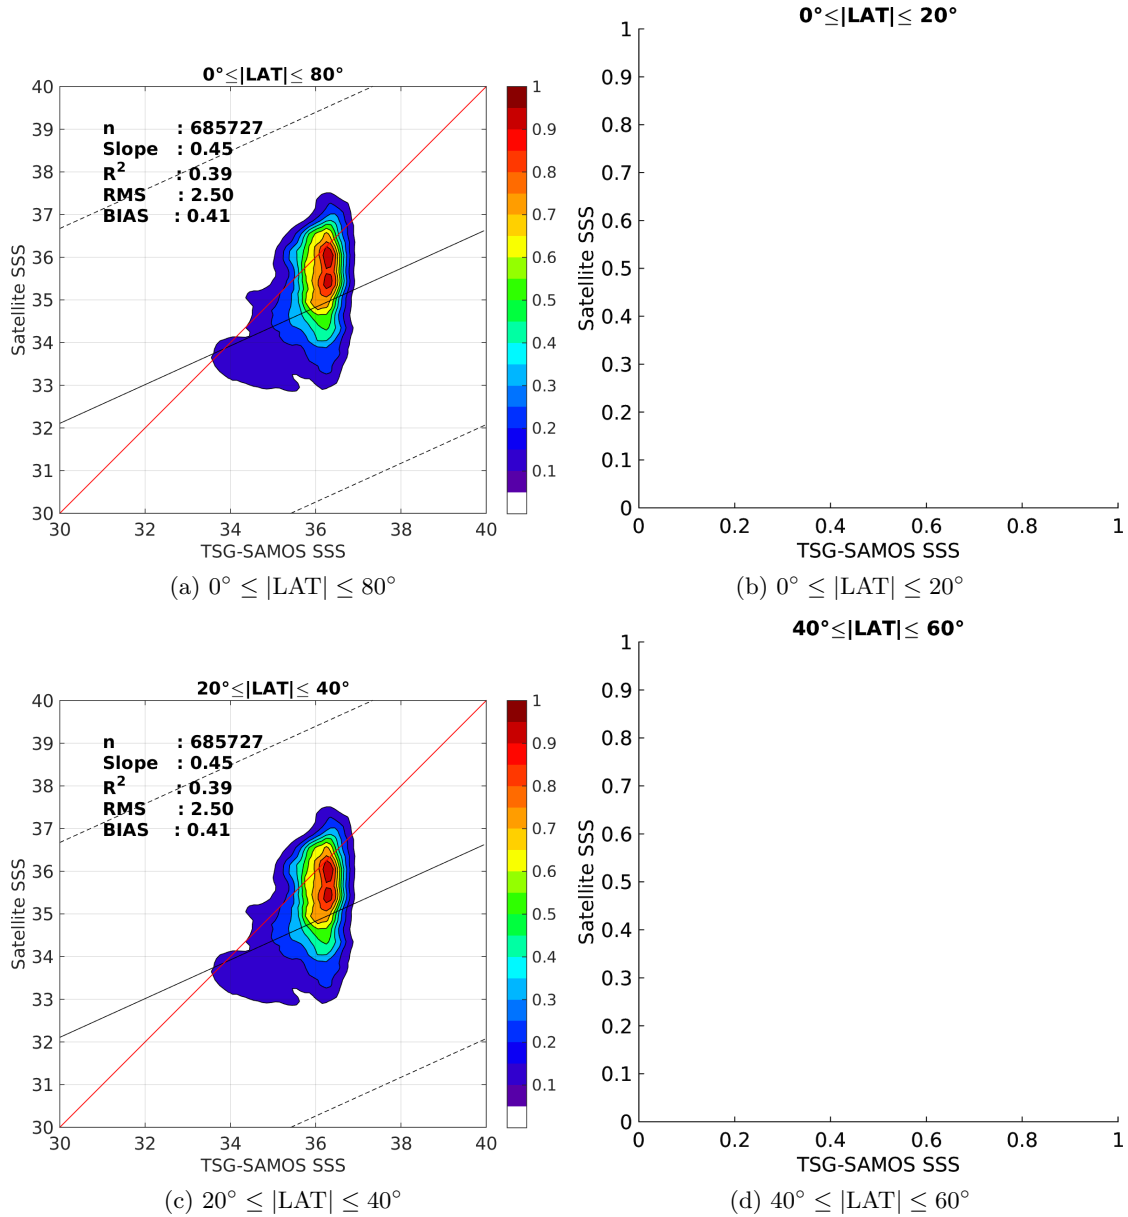 0°≤|LAT|≤ 80°
40
39
38
37
36
35
34
33
32
31
30
30 32 34 36 38 40
Satellite SSS
TSG-SAMOS SSS
n : 685727
Slope : 0.45
R² : 0.39
RMS : 2.50
BIAS : 0.41
1
0.9
0.8
0.7
0.6
0.5
0.4
0.3
0.2
0.1
(a) 0° ≤ |LAT| ≤ 80°
0°≤|LAT|≤ 20°
1
0.9
0.8
0.7
0.6
0.5
0.4
0.3
0.2
0.1
0
0 0.2 0.4 0.6 0.8 1
Satellite SSS
TSG-SAMOS SSS
(b) 0° ≤ |LAT| ≤ 20°
20°≤|LAT|≤ 40°
40
39
38
37
36
35
34
33
32
31
30
30 32 34 36 38 40
Satellite SSS
TSG-SAMOS SSS
n : 685727
Slope : 0.45
R² : 0.39
RMS : 2.50
BIAS : 0.41
1
0.9
0.8
0.7
0.6
0.5
0.4
0.3
0.2
0.1
(c) 20° ≤ |LAT| ≤ 40°
40°≤|LAT|≤ 60°
1
0.9
0.8
0.7
0.6
0.5
0.4
0.3
0.2
0.1
0
0 0.2 0.4 0.6 0.8 1
Satellite SSS
TSG-SAMOS SSS
(d) 40° ≤ |LAT| ≤ 60°